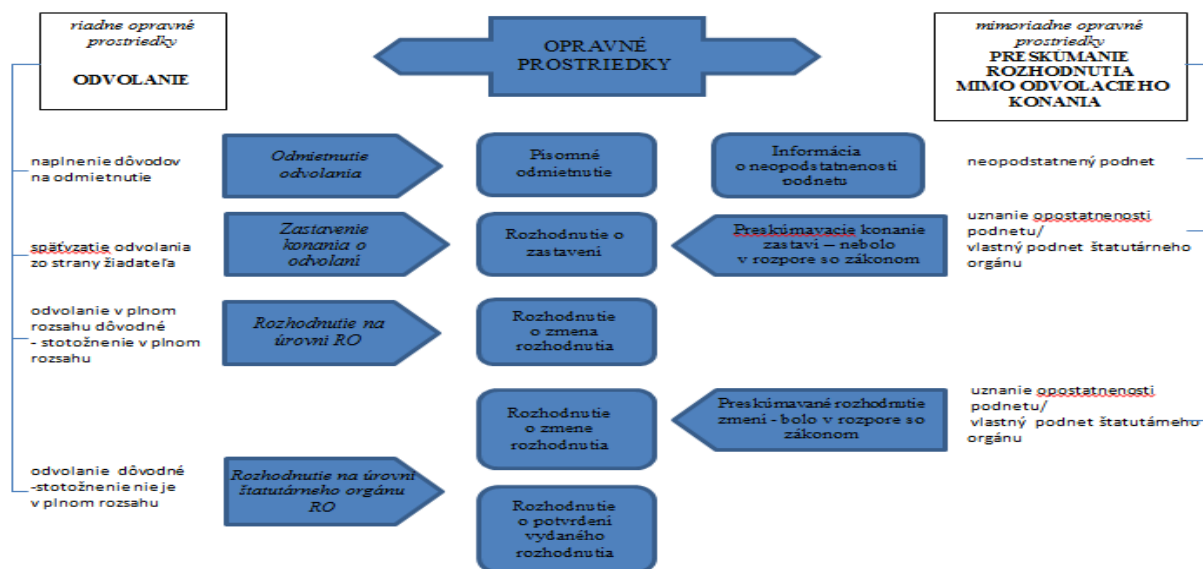 riadne opravné
prostriedky
ODVOLANIE
OPRAVNÉ
PROSTRIEDKY
mimoriadne opravné
prostriedky
PRESKÚMANIE
ROZHODNUTIA
MIMO ODVOLACIEHO
KONANIA
naplnenie dôvodov
na odmietnutie
Odmietnutie
odvolania
Písomné
odmietnutie
Informácia
o neopodstatnenosti
podnetu
neopodstatnený podnet
späťvzatie odvolania
zo strany žiadateľa
Zastavenie
konania o
odvolaní
Rozhodnutie o
zastavení
Preskúmavacie konanie
zastaví – nebolo
v rozpore so zákonom
uznanie opostatnenosti
podnetu/
vlastný podnet štatutárneho
orgánu
odvolanie v plnom
rozsahu dôvodné
- stotožnenie v plnom
rozsahu
Rozhodnutie na
úrovni RO
Rozhodnutie
o zmena
rozhodnutia
Rozhodnutie
o zmene
rozhodnutia
Preskúmavané rozhodnutie
zmení - bolo v rozpore so
zákonom
uznanie opostatnenosti
podnetu/
vlastný podnet štatutárneho
orgánu
odvolanie dôvodné
-stotožnenie nie je
v plnom rozsahu
Rozhodnutie na úrovni
štatutárneho orgánu
RO
Rozhodnutie
o potvrdení
vydaného
rozhodnutia